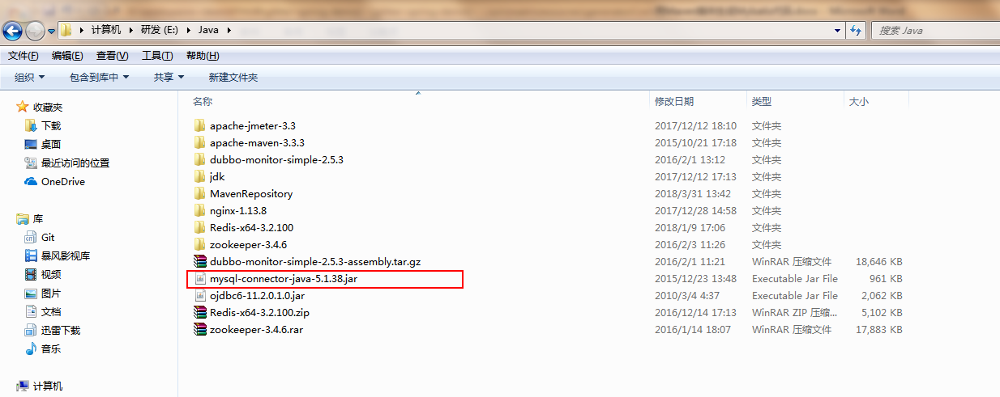 计算机 研发 (E:) Java 搜索 Java
文件(F) 编辑(E) 查看(V) 工具(T) 帮助(H)
组织 包含到库中 共享 新建文件夹
收藏夹
下载
桌面
最近访问的位置
OneDrive
库
Git
暴风影视库
视频
图片
文档
迅雷下载
音乐
计算机
名称 修改日期 类型 大小
apache-jmeter-3.3 2017/12/12 18:10 文件夹
apache-maven-3.3.3 2015/10/21 17:18 文件夹
dubbo-monitor-simple-2.5.3 2016/2/1 13:12 文件夹
jdk 2017/12/12 17:13 文件夹
MavenRepository 2018/3/31 13:42 文件夹
nginx-1.13.8 2017/12/28 14:58 文件夹
Redis-x64-3.2.100 2018/1/9 17:06 文件夹
zookeeper-3.4.6 2016/2/3 11:26 文件夹
dubbo-monitor-simple-2.5.3-assembly.tar.gz 2016/2/1 11:21 WinRAR 压缩文件 18,646 KB
mysql-connector-java-5.1.38.jar 2015/12/23 13:48 Executable Jar File 961 KB
ojdbc6-11.2.0.1.0.jar 2010/3/4 4:37 Executable Jar File 2,062 KB
Redis-x64-3.2.100.zip 2016/12/14 17:13 WinRAR ZIP 压缩... 5,102 KB
zookeeper-3.4.6.rar 2016/1/14 18:07 WinRAR 压缩文件 17,883 KB